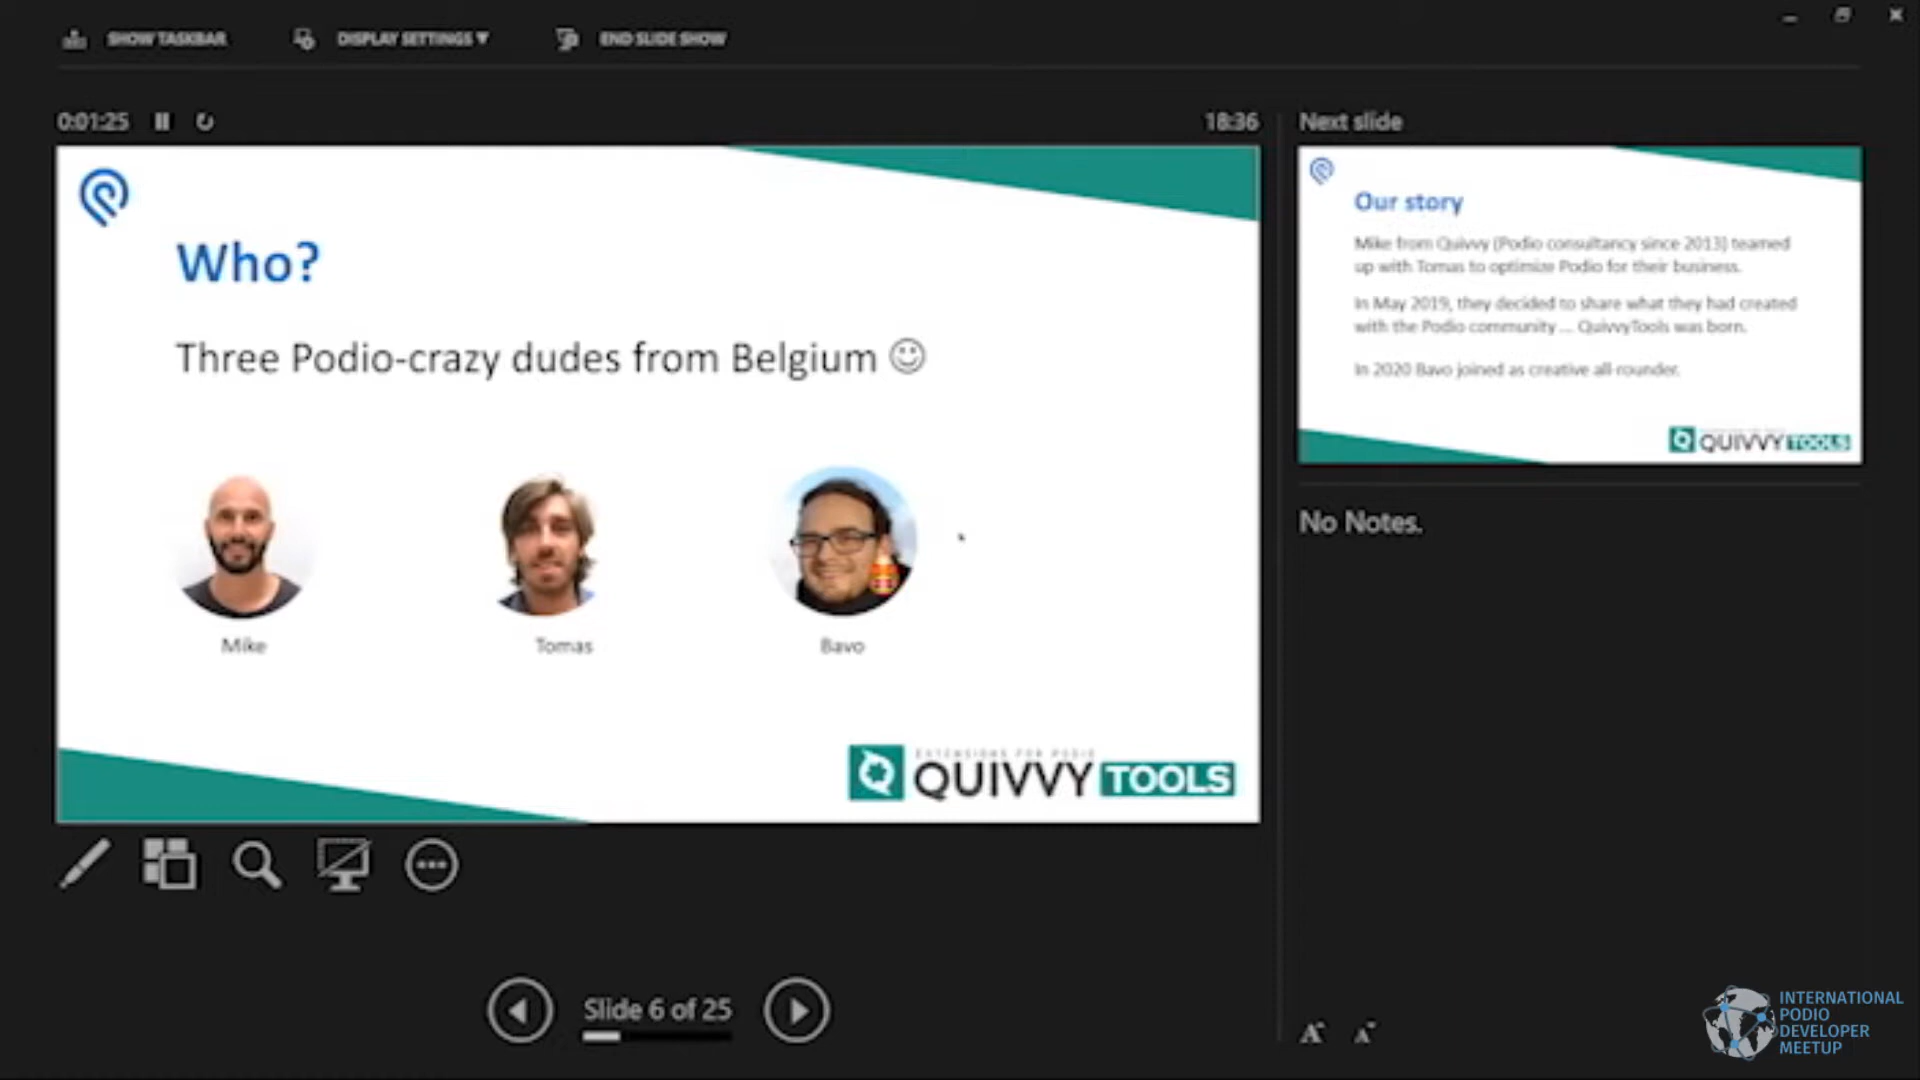 SHOW TASKBAR
DISPLAY SETTINGS ▼
END SLIDE SHOW
0:01:25
18:36
Next slide
Who?
Three Podio-crazy dudes from Belgium ☺
Mike
Tomas
Bavo
EXTENSIONS FOR PODIO
QUIVVY TOOLS
Our story
Mike from Quivvy (Podio consultancy since 2013) teamed
up with Tomas to optimize Podio for their business.
In May 2019, they decided to share what they had created
with the Podio community ... QuivvyTools was born.
In 2020 Bavo joined as creative all-rounder.
QUIVVY TOOLS
No Notes.
Slide 6 of 25
A A
INTERNATIONAL
PODIO
DEVELOPER
MEETUP